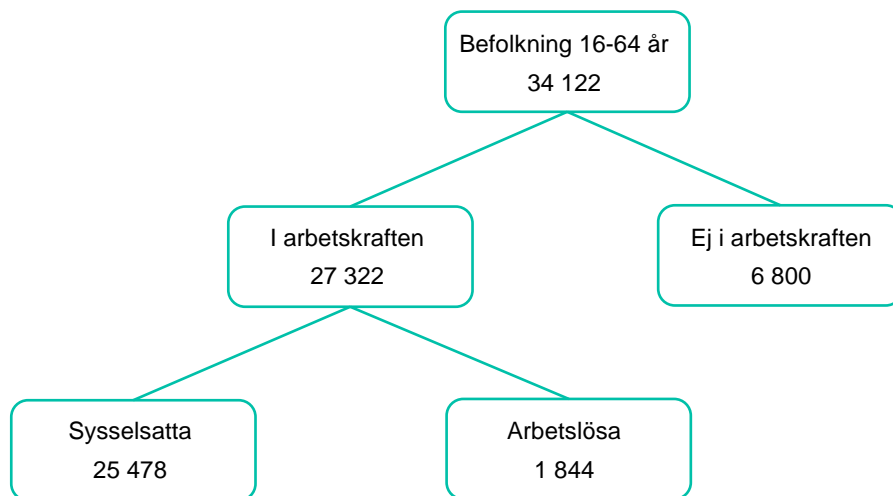 Befolkning 16-64 år
34 122
I arbetskraften
27 322
Ej i arbetskraften
6 800
Sysselsatta
25 478
Arbetslösa
1 844